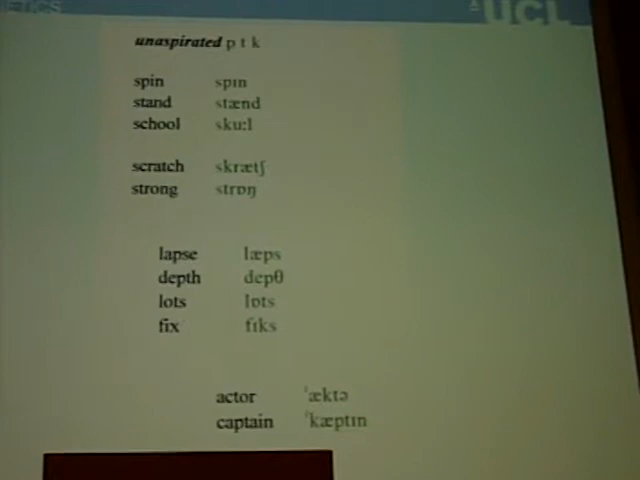 ETICS
UCL
unaspirated p t k
spin spɪn
stand stænd
school skuːl
scratch skrætʃ
strong strɒŋ
lapse læps
depth depθ
lots lɒts
fix fɪks
actor ˈæktə
captain ˈkæptɪn